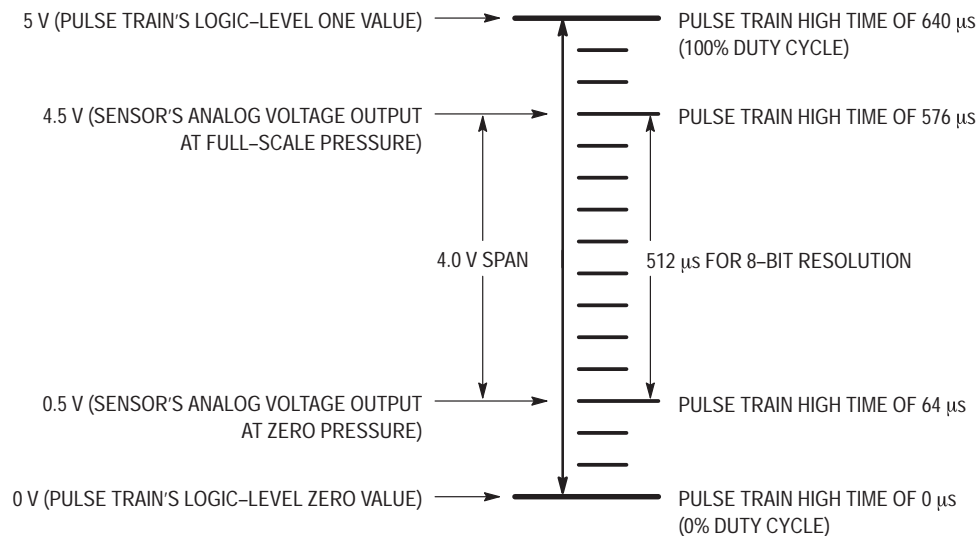 5 V (PULSE TRAIN'S LOGIC–LEVEL ONE VALUE)
PULSE TRAIN HIGH TIME OF 640 μs
(100% DUTY CYCLE)
4.5 V (SENSOR'S ANALOG VOLTAGE OUTPUT
AT FULL–SCALE PRESSURE)
PULSE TRAIN HIGH TIME OF 576 μs
4.0 V SPAN
512 μs FOR 8–BIT RESOLUTION
0.5 V (SENSOR'S ANALOG VOLTAGE OUTPUT
AT ZERO PRESSURE)
PULSE TRAIN HIGH TIME OF 64 μs
0 V (PULSE TRAIN'S LOGIC–LEVEL ZERO VALUE)
PULSE TRAIN HIGH TIME OF 0 μs
(0% DUTY CYCLE)